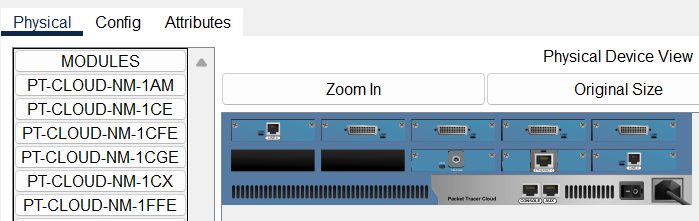 Physical Config Attributes
MODULES
PT-CLOUD-NM-1AM
PT-CLOUD-NM-1CE
PT-CLOUD-NM-1CFE
PT-CLOUD-NM-1CGE
PT-CLOUD-NM-1CX
PT-CLOUD-NM-1FFE
Physical Device View
Zoom In
Original Size
Packet Tracer Cloud
CONSOLE
AUX